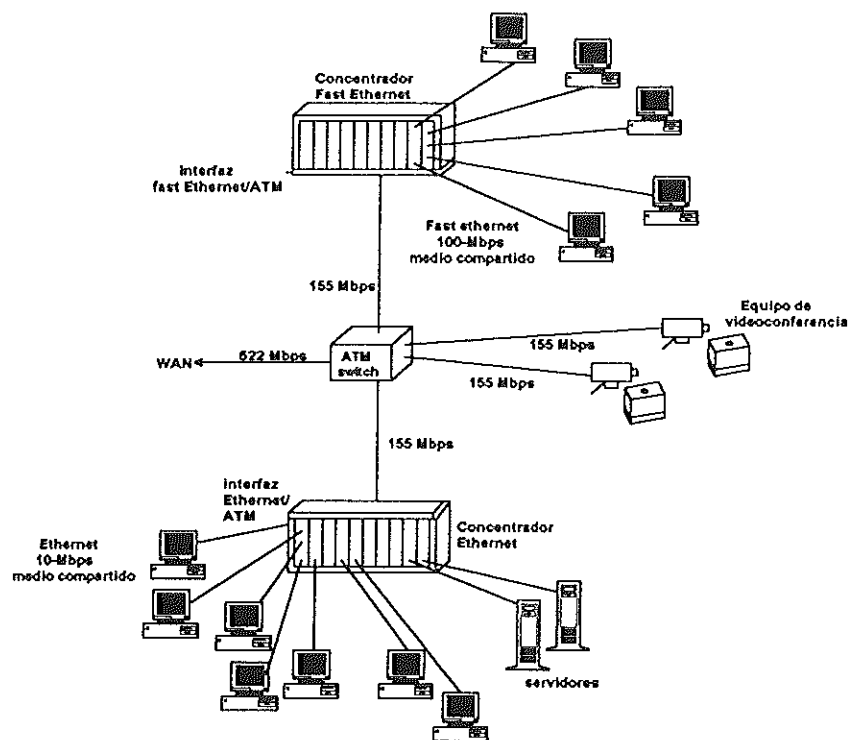 Concentrador
Fast Ethernet
Interfaz
fast Ethernet/ATM
Fast ethernet
100-Mbps
medio compartido
155 Mbps
Equipo de
videoconferencia
155 Mbps
WAN
622 Mbps
ATM
switch
155 Mbps
155 Mbps
Interfaz
Ethernet/
ATM
Concentrador
Ethernet
Ethernet
10-Mbps
medio compartido
servidores